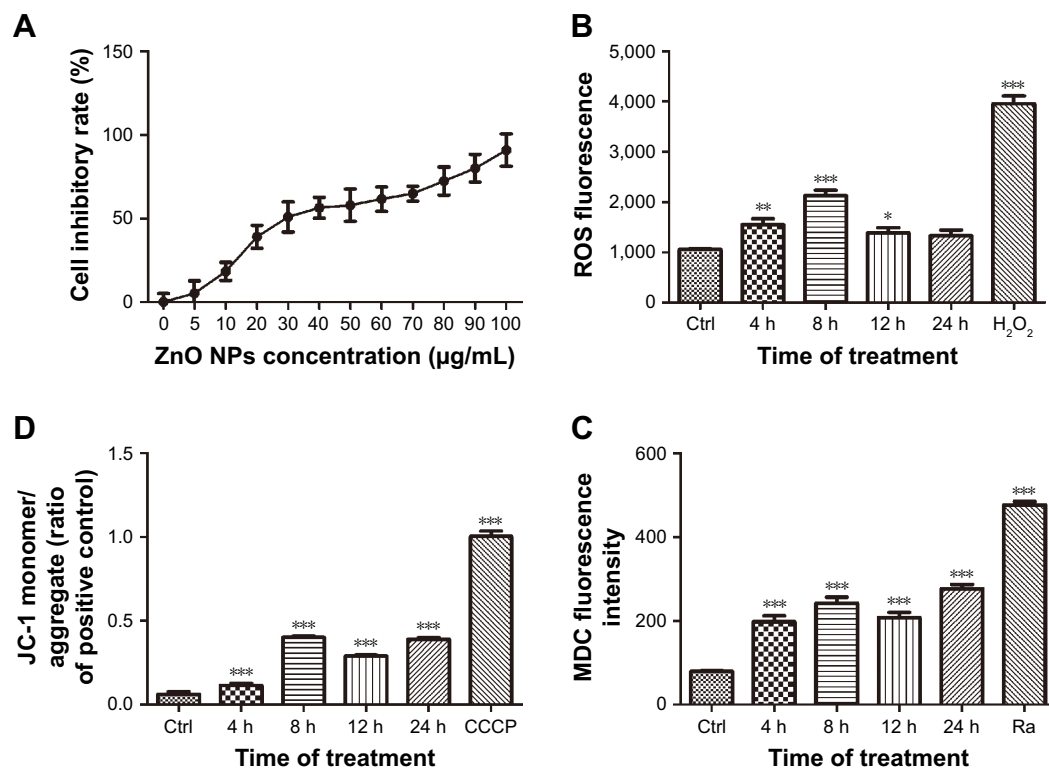 A
Cell inhibitory rate (%)
150
100
50
0
0 5 10 20 30 40 50 60 70 80 90 100
ZnO NPs concentration (µg/mL)
B
ROS fluorescence
5,000
4,000
3,000
2,000
1,000
0
**
***
*
***
Ctrl 4 h 8 h 12 h 24 h H₂O₂
Time of treatment
D
JC-1 monomer/
aggregate (ratio
of positive control)
1.5
1.0
0.5
0.0
***
***
***
***
***
Ctrl 4 h 8 h 12 h 24 h CCCP
Time of treatment
C
MDC fluorescence
intensity
600
400
200
0
***
***
***
***
***
Ctrl 4 h 8 h 12 h 24 h Ra
Time of treatment